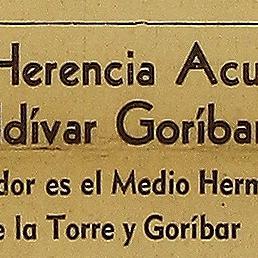 Herencia Acu
ldívar Goríbar
dor es el Medio Herm
e la Torre y Goríbar